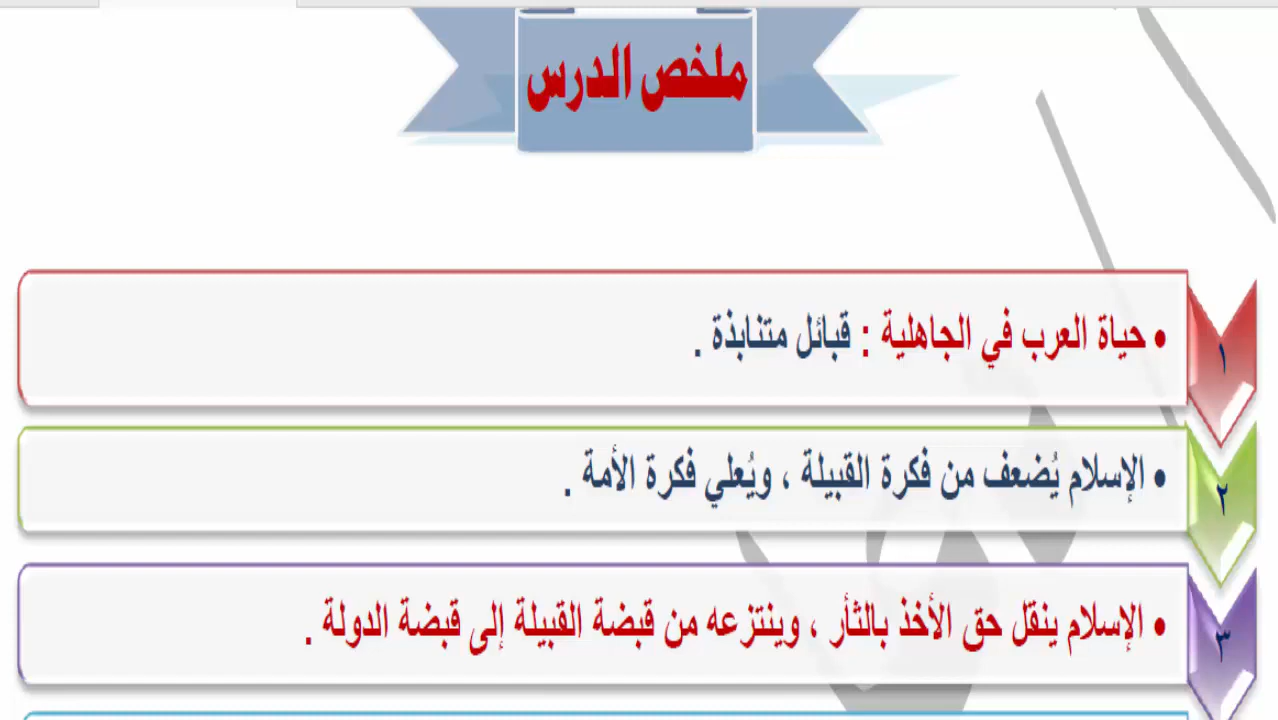 ملخص الدرس
١
• حياة العرب في الجاهلية : قبائل متنابذة .
٢
• الإسلام يُضعف من فكرة القبيلة ، ويُعلي فكرة الأمة .
٣
• الإسلام ينقل حق الأخذ بالثأر ، وينتزعه من قبضة القبيلة إلى قبضة الدولة .